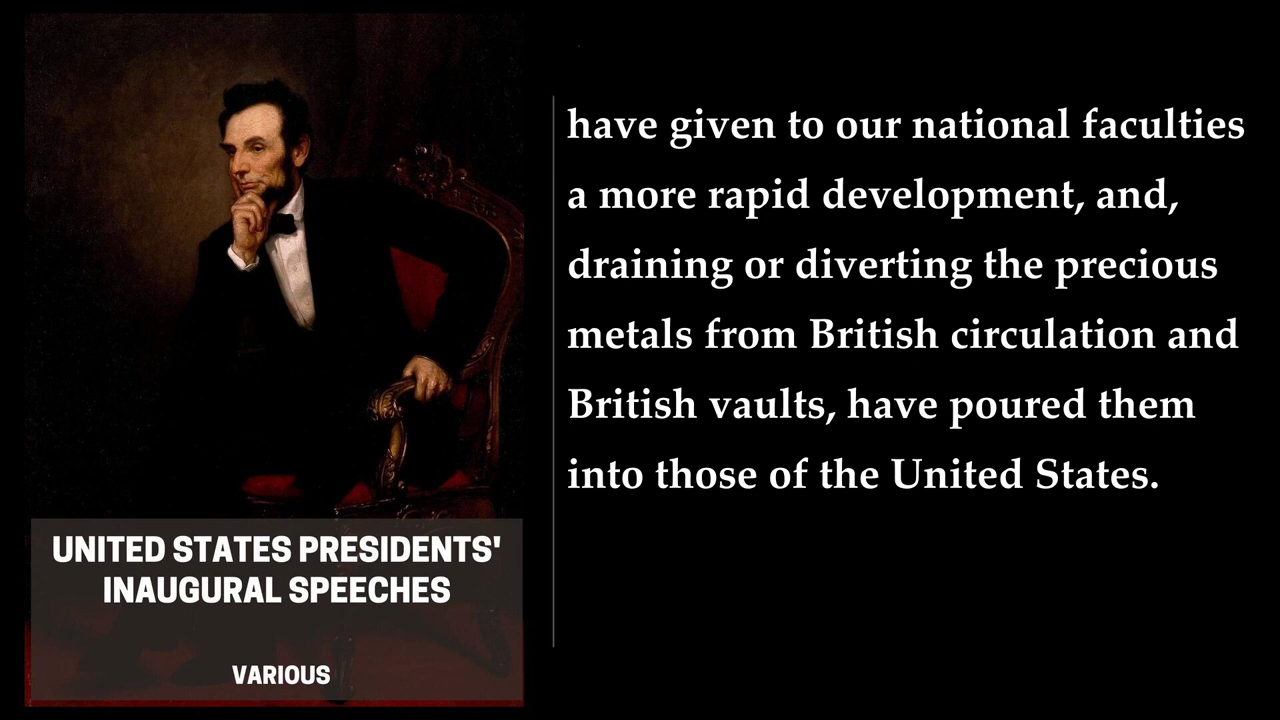 have given to our national faculties
a more rapid development, and,
draining or diverting the precious
metals from British circulation and
British vaults, have poured them
into those of the United States.
UNITED STATES PRESIDENTS'
INAUGURAL SPEECHES
VARIOUS